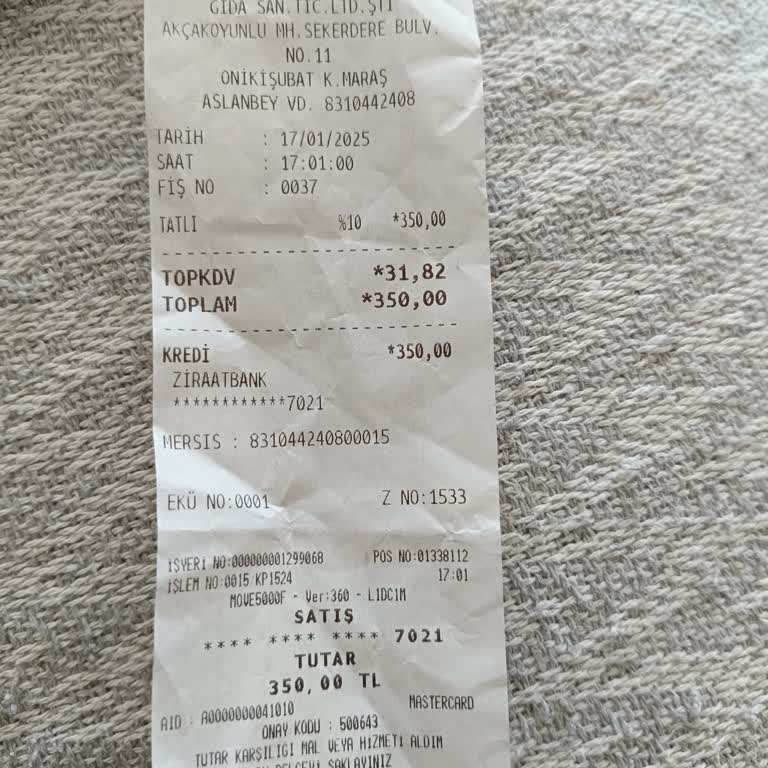 GIDA SAN.TİC.LTD.ŞTİ
AKÇAKOYUNLU MH.SEKERDERE BULV.
NO.11
ONİKİŞUBAT K.MARAŞ
ASLANBEY VD. 8310442408
TARİH : 17/01/2025
SAAT : 17:01:00
FİŞ NO : 0037
TATLI %10 *350,00
TOPKDV *31,82
TOPLAM *350,00
KREDİ *350,00
ZİRAATBANK
************7021
MERSIS : 831044240800015
EKÜ NO:0001 Z NO:1533
İŞYERİ NO:000000001299068 POS NO:01338112
İŞLEM NO:0015/KP1524 17:01
MOVE5000F - Ver:360 - L1DC1M
SATIŞ
**** **** **** 7021
TUTAR
350,00 TL
AID : A0000000041010 MASTERCARD
ONAY KODU : 500643
TUTAR KARŞILIĞI MAL VEYA HİZMETİ ALDIM
SAKLAYINIZ